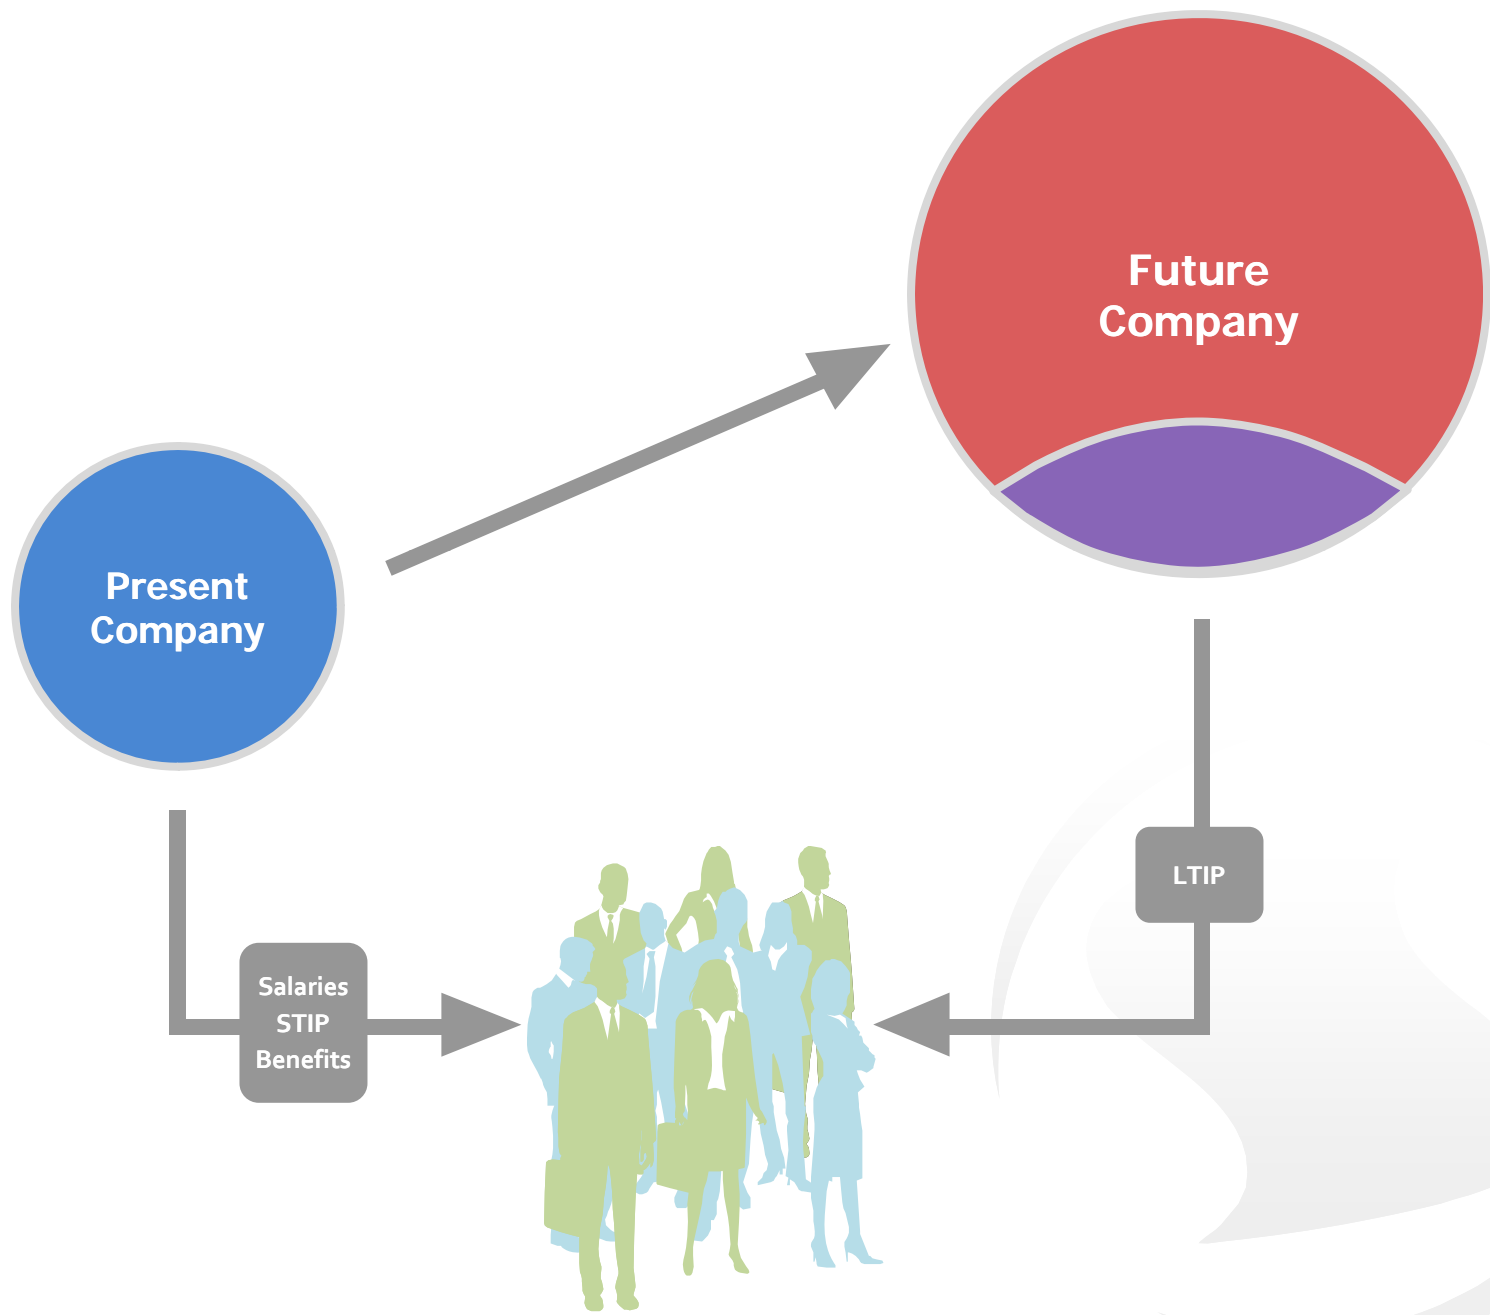 Future
Company
Present
Company
LTIP
Salaries
STIP
Benefits